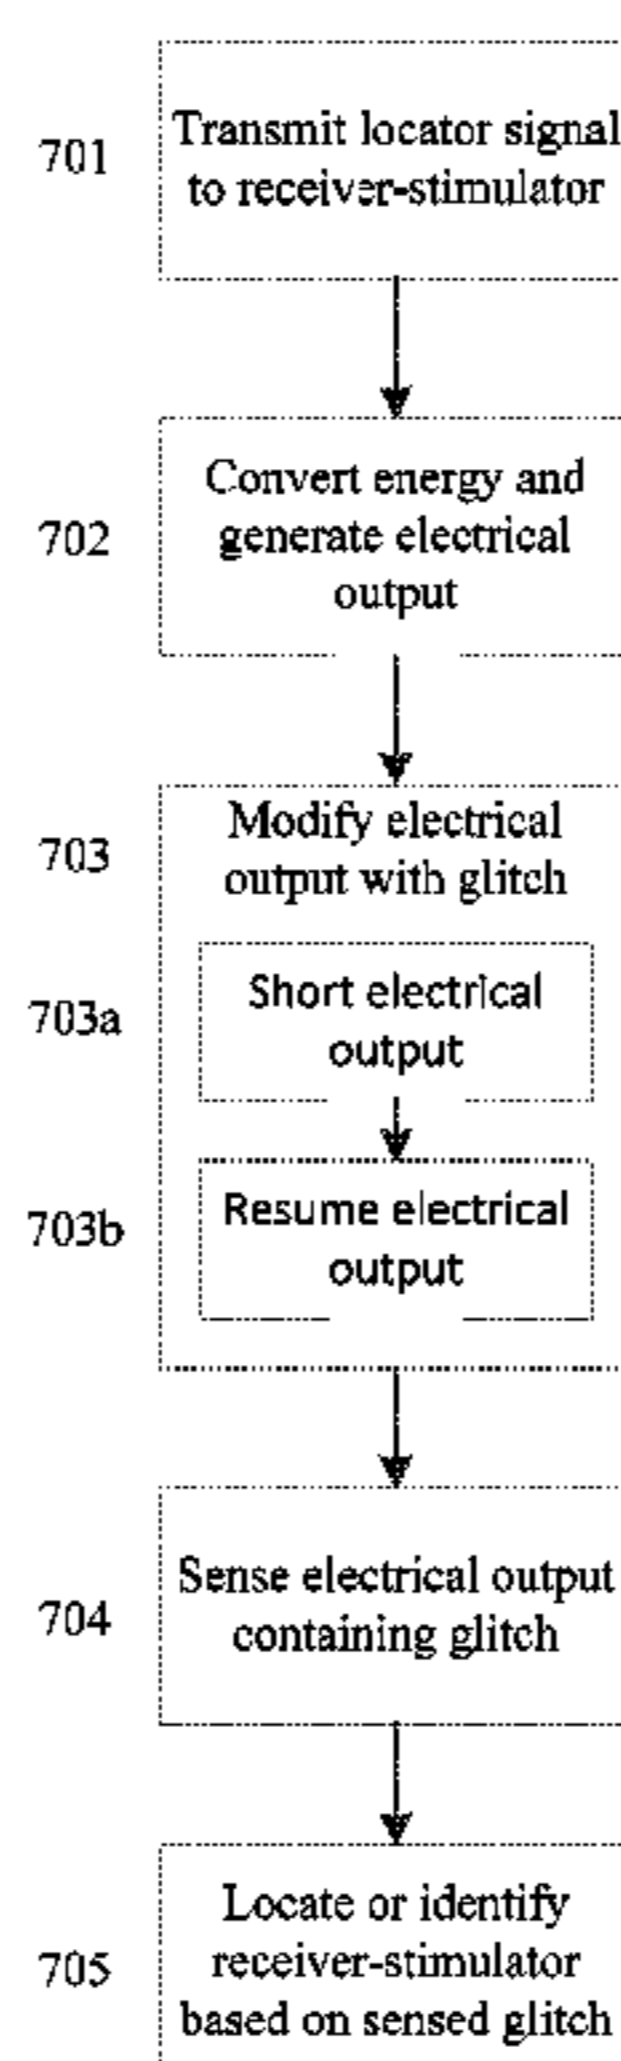 701
Transmit locator signal
to receiver-stimulator
702
Convert energy and
generate electrical
output
703
Modify electrical
output with glitch
703a
Short electrical
output
703b
Resume electrical
output
704
Sense electrical output
containing glitch
705
Locate or identify
receiver-stimulator
based on sensed glitch